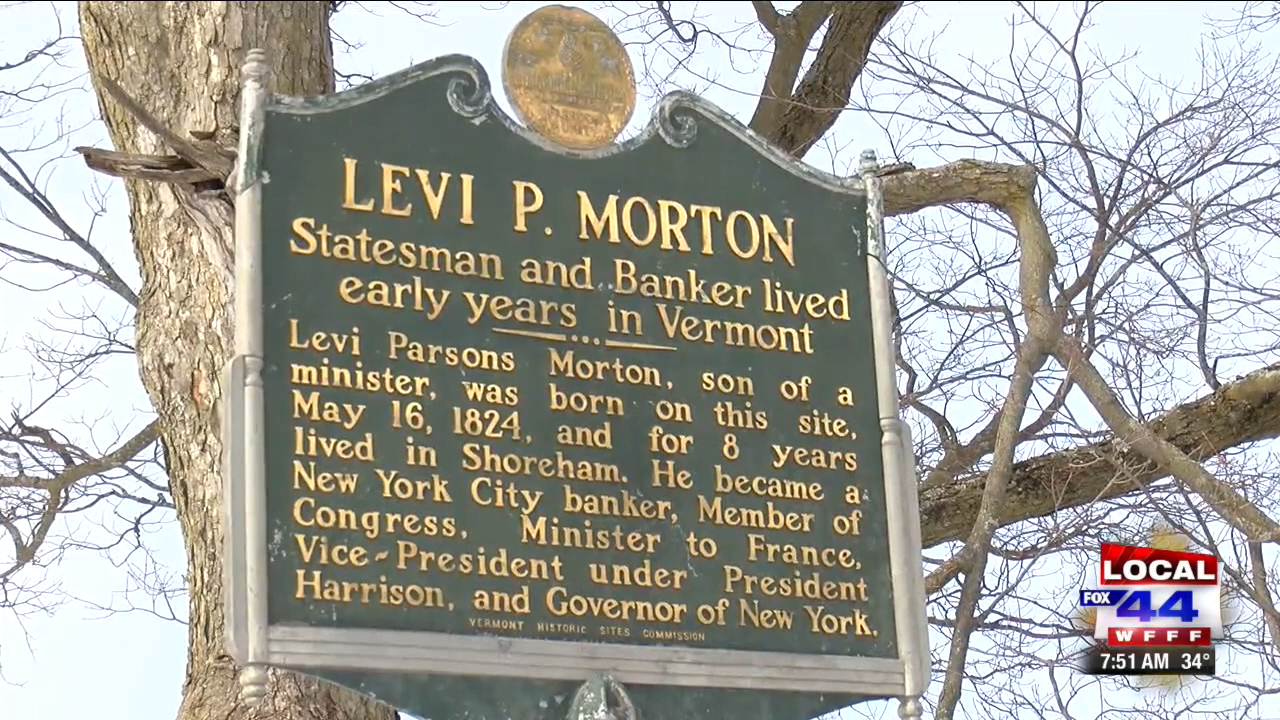 LEVI P. MORTON
Statesman and Banker lived
early years in Vermont
Levi Parsons Morton, son of a
minister, was born on this site,
May 16, 1824, and for 8 years
lived in Shoreham. He became a
New York City banker, Member of
Congress, Minister to France,
Vice-President under President
Harrison, and Governor of New York.
VERMONT HISTORIC SITES COMMISSION
LOCAL
FOX 44
WFFF
7:51 AM 34°